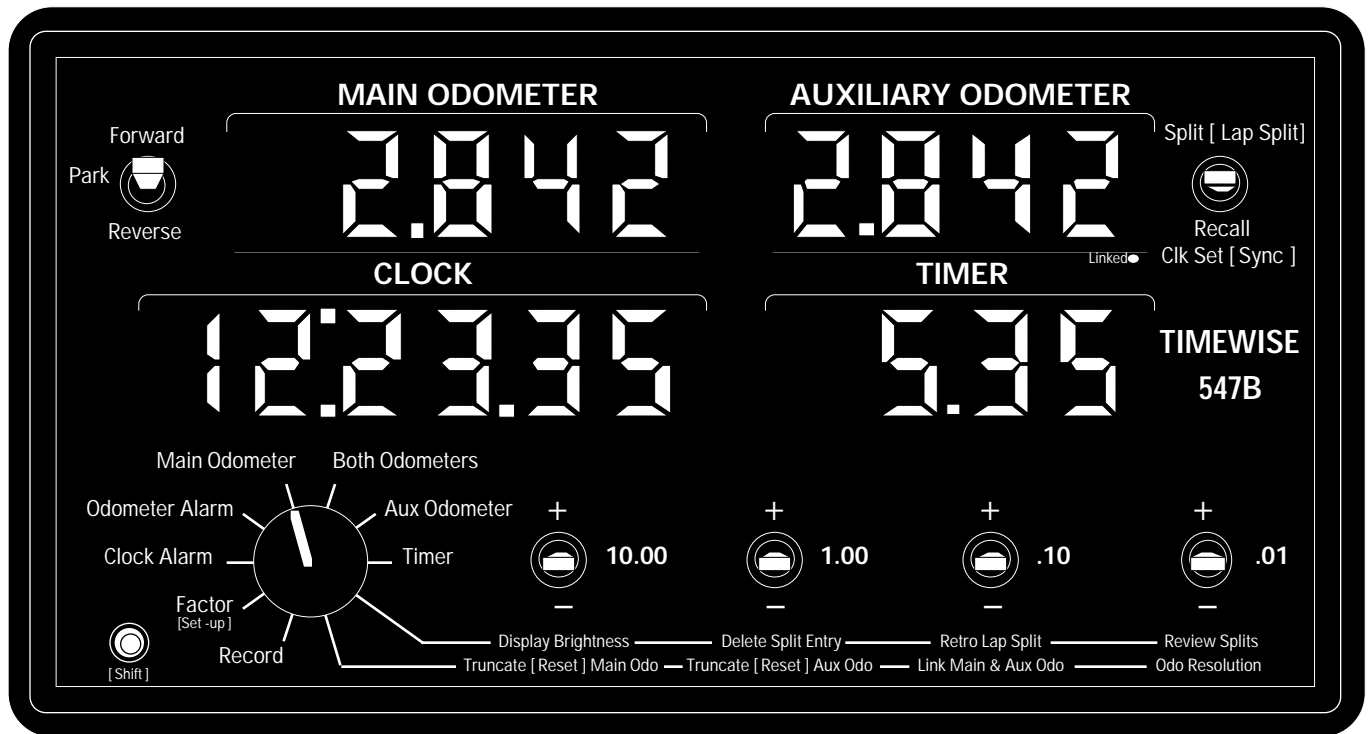 MAIN ODOMETER
AUXILIARY ODOMETER
Forward
Park
Reverse
2.842
2.842
Split [ Lap Split]
Recall
Clk Set [ Sync ]
Linked
CLOCK
TIMER
12:23.35
5.35
TIMEWISE
547B
Main Odometer
Both Odometers
Odometer Alarm
Aux Odometer
Clock Alarm
Timer
Factor
[Set -up ]
Record
[ Shift ]
+
10.00
−
+
1.00
−
+
.10
−
+
.01
−
Display Brightness
Delete Split Entry
Retro Lap Split
Review Splits
Truncate [ Reset ] Main Odo
Truncate [ Reset ] Aux Odo
Link Main & Aux Odo
Odo Resolution